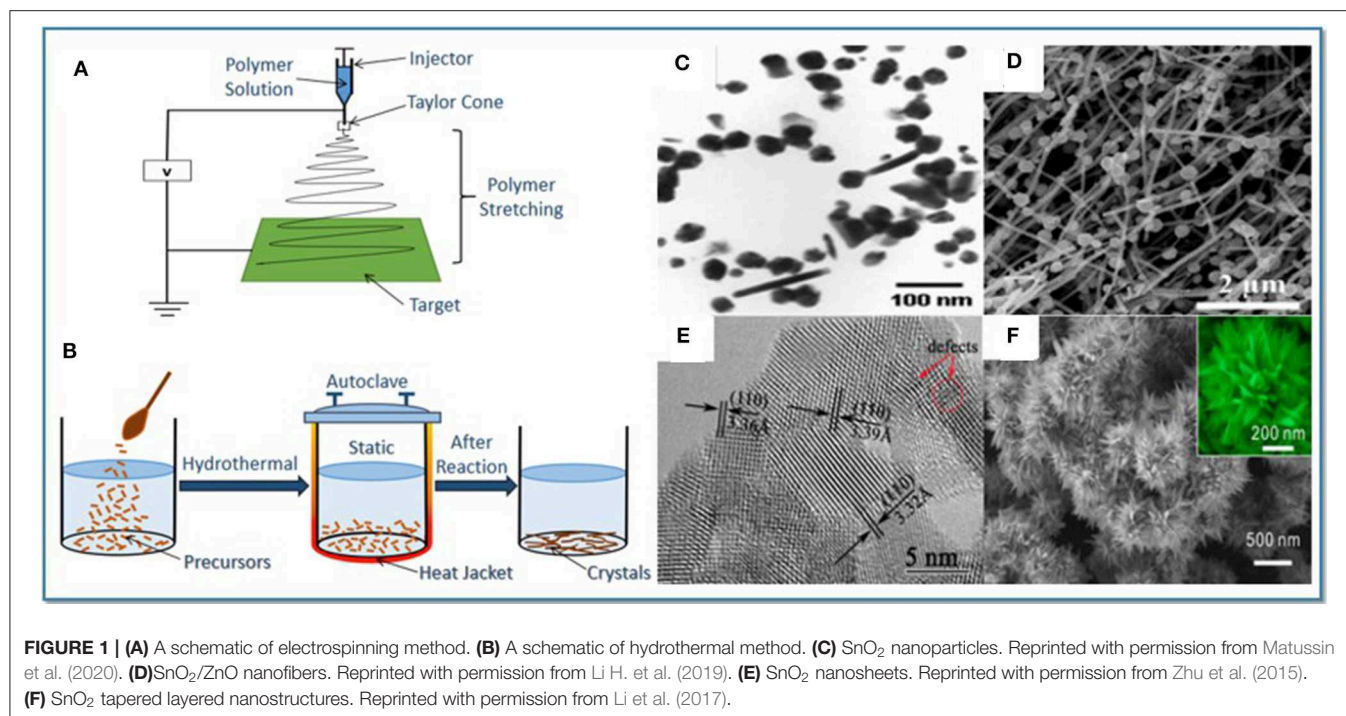 A
Polymer
Solution
Injector
Taylor Cone
V
Polymer
Stretching
Target
B
Autoclave
Hydrothermal
Static
After
Reaction
Precursors
Heat Jacket
Crystals
C
100 nm
D
2 μm
E
defects
(110)
3.36Å
(110)
3.39Å
(110)
3.32Å
5 nm
F
200 nm
500 nm
FIGURE 1 | (A) A schematic of electrospinning method. (B) A schematic of hydrothermal method. (C) SnO₂ nanoparticles. Reprinted with permission from Matussin
et al. (2020). (D)SnO₂/ZnO nanofibers. Reprinted with permission from Li H. et al. (2019). (E) SnO₂ nanosheets. Reprinted with permission from Zhu et al. (2015).
(F) SnO₂ tapered layered nanostructures. Reprinted with permission from Li et al. (2017).